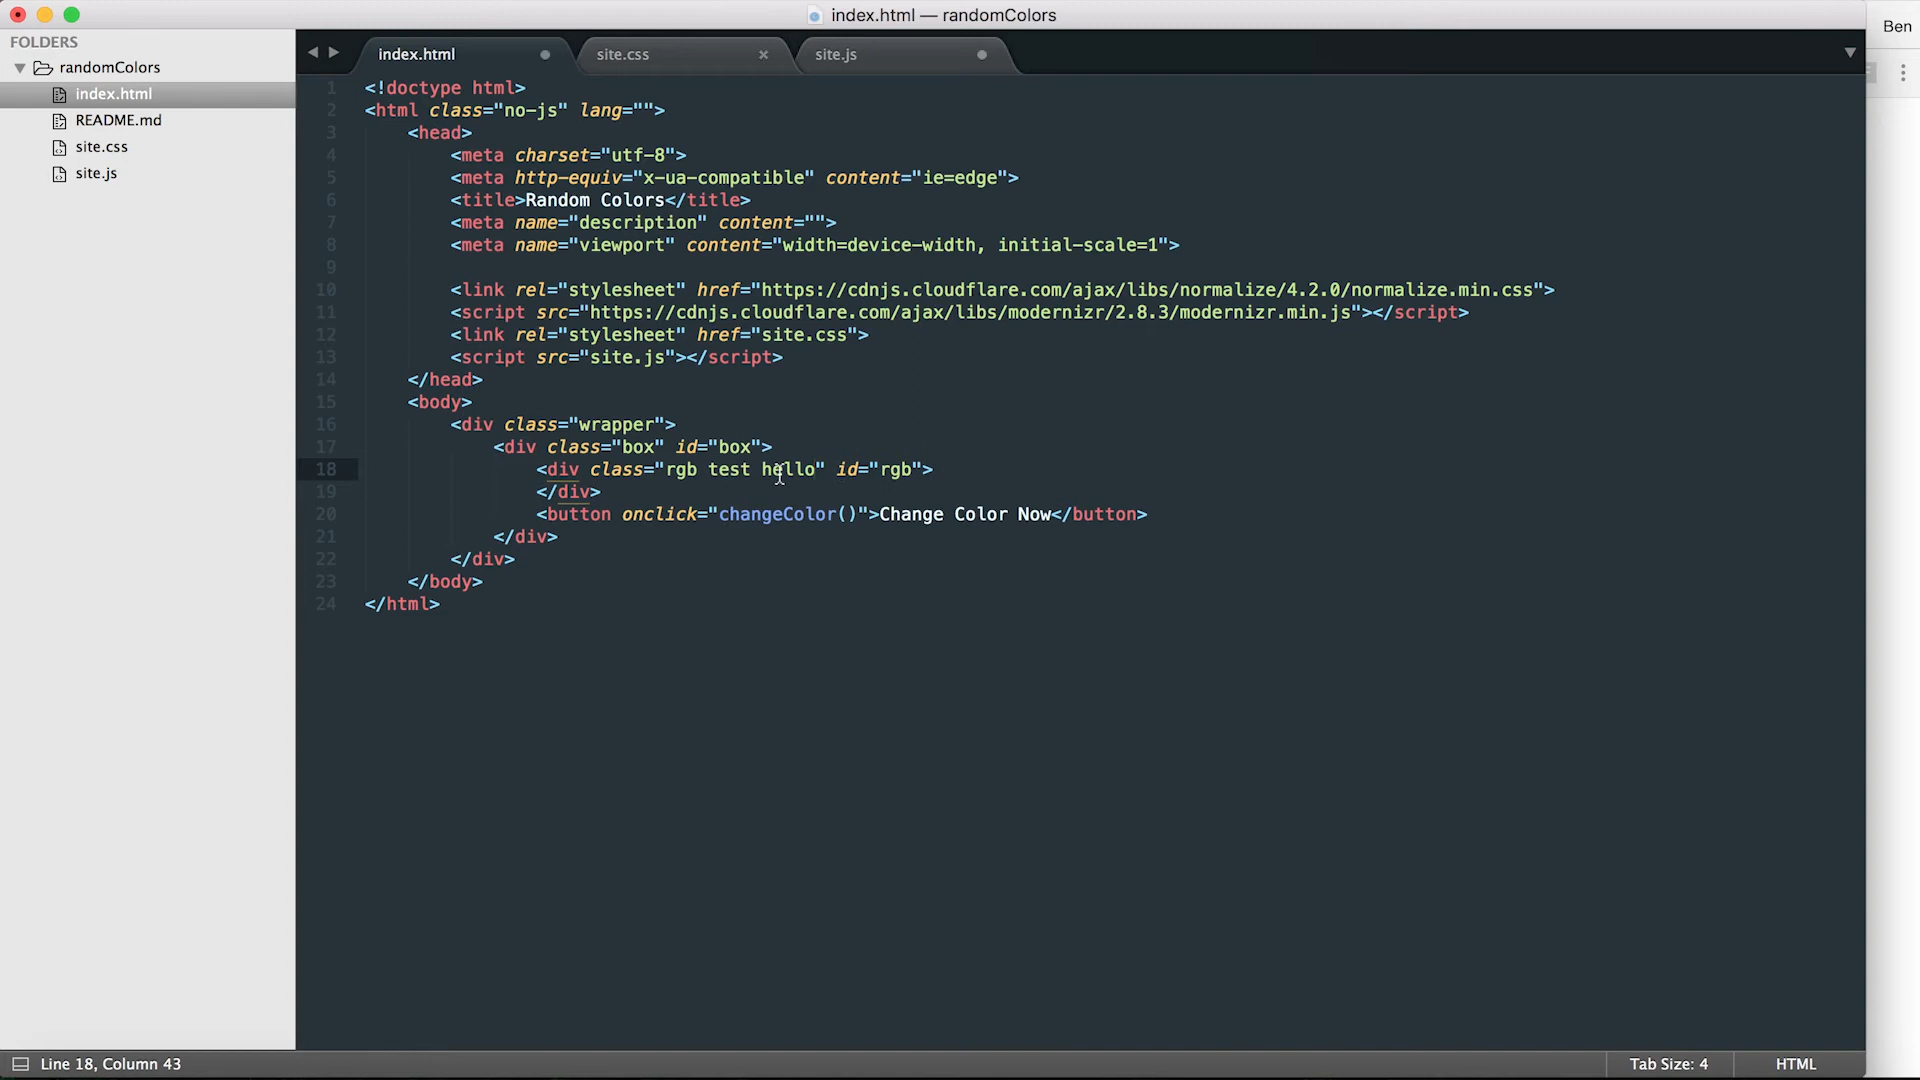 index.html — randomColors
Ben
FOLDERS
randomColors
index.html
README.md
site.css
site.js
index.html
site.css
site.js
1 <!doctype html>
2 <html class="no-js" lang="">
3 <head>
4 <meta charset="utf-8">
5 <meta http-equiv="x-ua-compatible" content="ie=edge">
6 <title>Random Colors</title>
7 <meta name="description" content="">
8 <meta name="viewport" content="width=device-width, initial-scale=1">
9
10 <link rel="stylesheet" href="https://cdnjs.cloudflare.com/ajax/libs/normalize/4.2.0/normalize.min.css">
11 <script src="https://cdnjs.cloudflare.com/ajax/libs/modernizr/2.8.3/modernizr.min.js"></script>
12 <link rel="stylesheet" href="site.css">
13 <script src="site.js"></script>
14 </head>
15 <body>
16 <div class="wrapper">
17 <div class="box" id="box">
18 <div class="rgb test hello" id="rgb">
19 </div>
20 <button onclick="changeColor()">Change Color Now</button>
21 </div>
22 </div>
23 </body>
24 </html>
Line 18, Column 43
Tab Size: 4
HTML